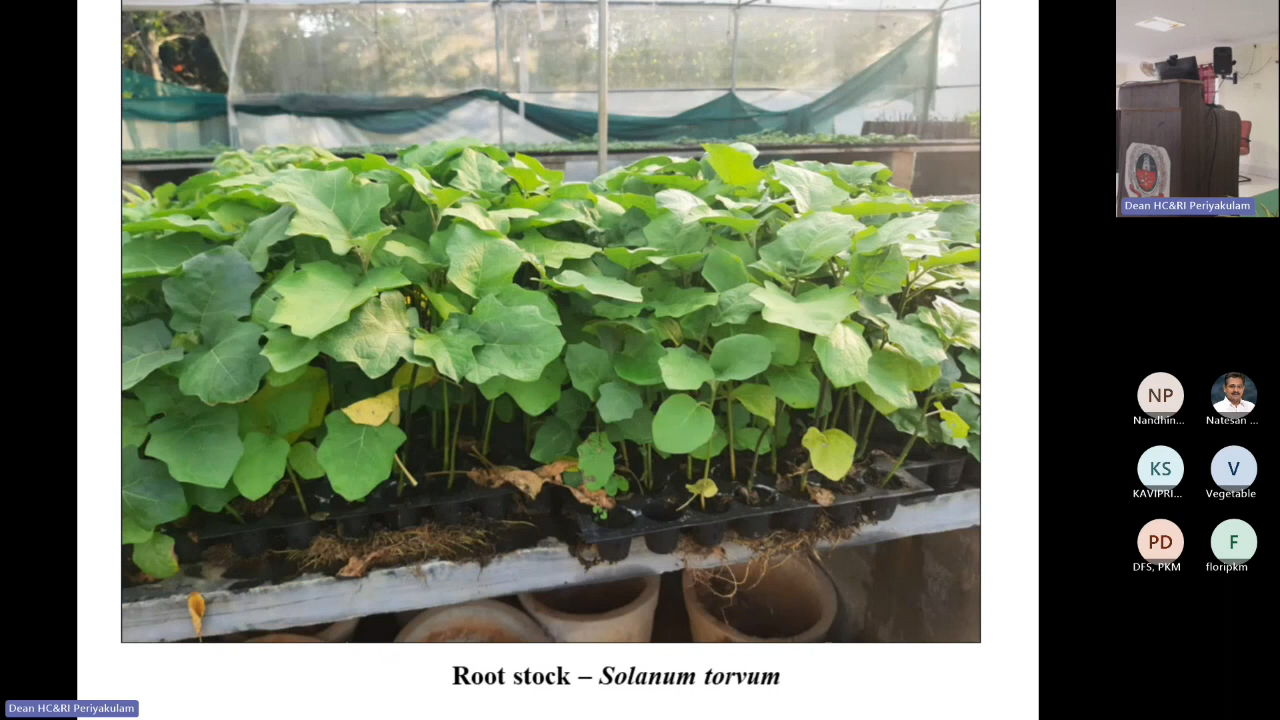 Dean HC&RI Periyakulam
NP
Nandhin...
Natesan ...
KS
KAVIPRI...
V
Vegetable
PD
DFS, PKM
F
floripkm
Root stock – Solanum torvum
Dean HC&RI Periyakulam